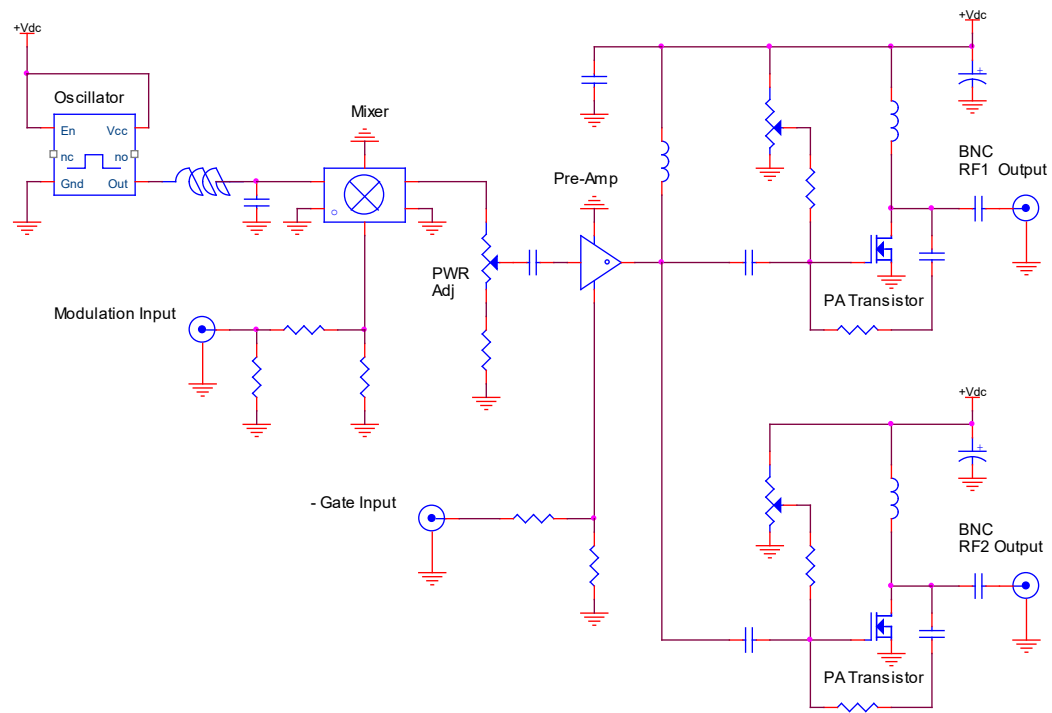 +Vdc
Oscillator
En Vcc
nc no
Gnd Out
Mixer
Modulation Input
PWR
Adj
Pre-Amp
- Gate Input
+Vdc
+
BNC
RF1 Output
PA Transistor
+Vdc
+
BNC
RF2 Output
PA Transistor